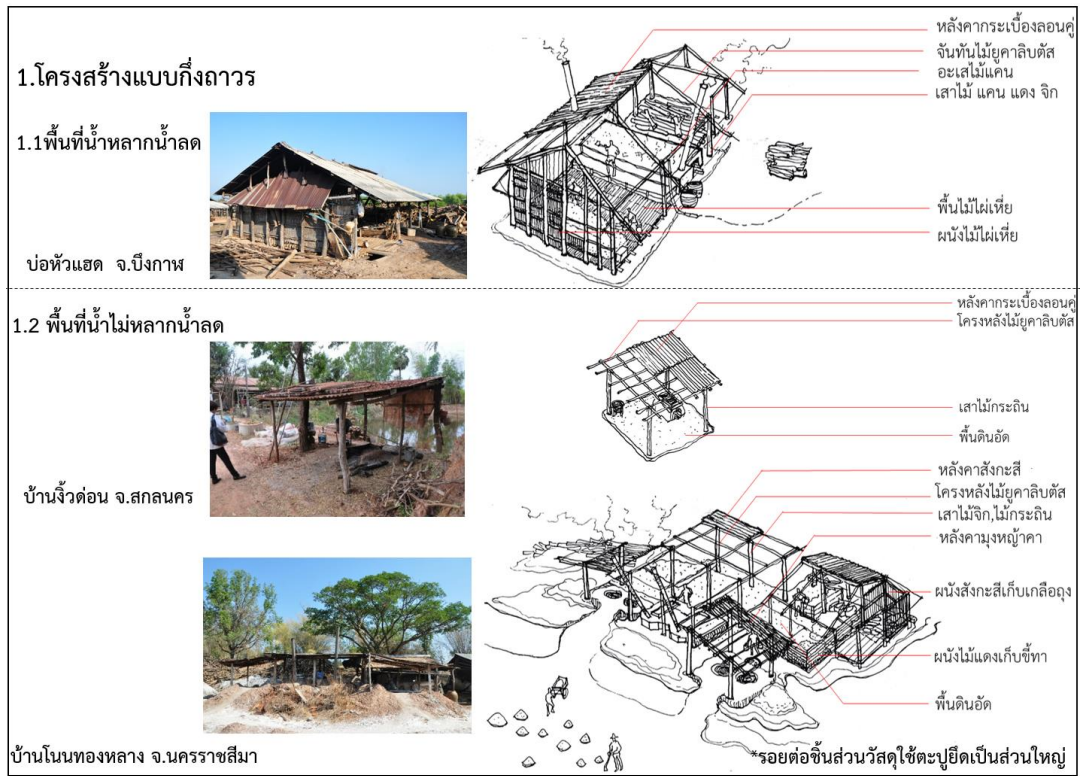 1.โครงสร้างแบบกึ่งถาวร
1.1พื้นที่น้ำหลากน้ำลด
บ่อหัวแฮด จ.บึงกาฬ
หลังคากระเบื้องลอนคู่
จันทันไม้ยูคาลิบตัส
อะเสไม้แคน
เสาไม้ แคน แดง จิก
พื้นไม้ไผ่เหี่ย
ผนังไม้ไผ่เหี่ย
1.2 พื้นที่น้ำไม่หลากน้ำลด
บ้านงิ้วด่อน จ.สกลนคร
หลังคากระเบื้องลอนคู่
โครงหลังไม้ยูคาลิบตัส
เสาไม้กระถิน
พื้นดินอัด
หลังคาสังกะสี
โครงหลังไม้ยูคาลิบตัส
เสาไม้จิก,ไม้กระถิน
หลังคามุงหญ้าคา
ผนังสังกะสีเก็บเกลือถุง
ผนังไม้แดงเก็บขี้ทา
พื้นดินอัด
บ้านโนนทองหลาง จ.นครราชสีมา
*รอยต่อชิ้นส่วนวัสดุใช้ตะปูยึดเป็นส่วนใหญ่